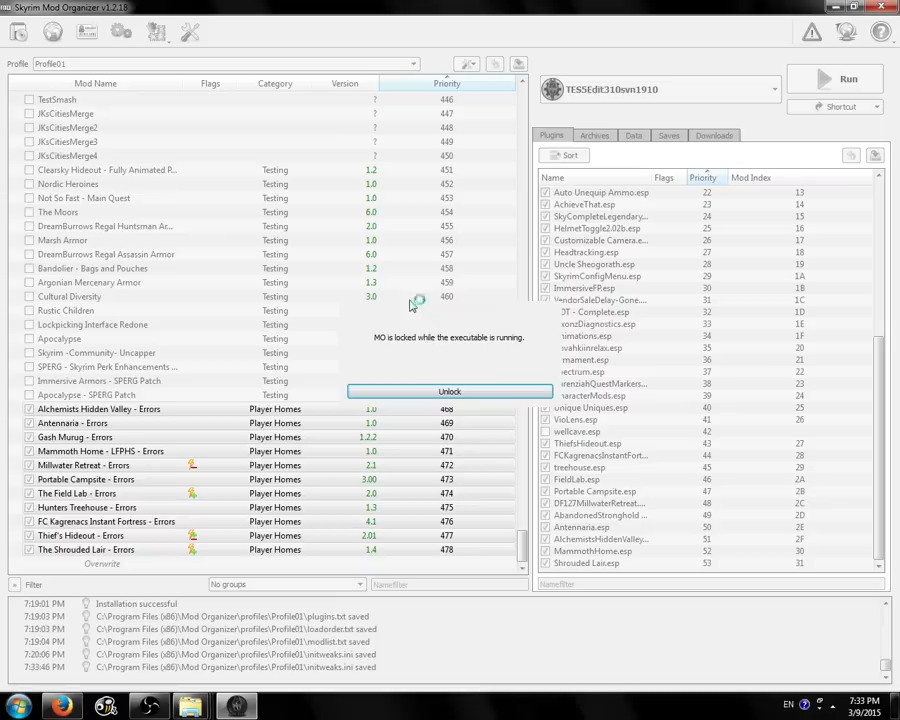 Skyrim Mod Organizer v1.2.18
Profile Profile01
Mod Name Flags Category Version Priority
TestSmash ? 446
JKsCitiesMerge ? 447
JKsCitiesMerge2 ? 448
JKsCitiesMerge3 ? 449
JKsCitiesMerge4 ? 450
Clearsky Hideout - Fully Animated P... Testing 1.2 451
Nordic Heroines Testing 1.0 452
Not So Fast - Main Quest Testing 1.0 453
The Moors Testing 6.0 454
DreamBurrows Regal Huntsman Ar... Testing 2.0 455
Marsh Armor Testing 1.0 456
DreamBurrows Regal Assassin Armor Testing 6.0 457
Bandolier - Bags and Pouches Testing 1.2 458
Argonian Mercenary Armor Testing 1.3 459
Cultural Diversity Testing 3.0 460
Rustic Children Testing
Lockpicking Interface Redone Testing
Apocalypse Testing
Skyrim -Community- Uncapper Testing
SPERG - Skyrim Perk Enhancements ... Testing
Immersive Armors - SPERG Patch Testing
Apocalypse - SPERG Patch Testing
Alchemists Hidden Valley - Errors Player Homes 1.0 468
Antennaria - Errors Player Homes 1.0 469
Gash Murug - Errors Player Homes 1.2.2 470
Mammoth Home - LFPHS - Errors Player Homes 1.0 471
Millwater Retreat - Errors Player Homes 2.1 472
Portable Campsite - Errors Player Homes 3.00 473
The Field Lab - Errors Player Homes 2.0 474
Hunters Treehouse - Errors Player Homes 1.3 475
FC Kagrenacs Instant Fortress - Errors Player Homes 4.1 476
Thief's Hideout - Errors Player Homes 2.01 477
The Shrouded Lair - Errors Player Homes 1.4 478
Overwrite
Filter No groups Namefilter
MO is locked while the executable is running.
Unlock
TES5Edit310svn1910
Run
Shortcut
Plugins Archives Data Saves Downloads
Sort
Name Flags Priority Mod Index
Auto Unequip Ammo.esp 22 13
AchieveThat.esp 23 14
SkyCompleteLegendary... 24 15
HelmetToggle2.02b.esp 25 16
Customizable Camera.e... 26 17
Headtracking.esp 27 18
Uncle Sheogorath.esp 28 19
SkyrimConfigMenu.esp 29 1A
ImmersiveFP.esp 30 1B
VendorSaleDelay-Gone.... 31 1C
OT - Complete.esp 32 1D
xonzDiagnostics.esp 33 1E
nimations.esp 34 1F
ovahkiinrelax.esp 35 20
rmament.esp 36 21
pectrum.esp 37 22
arenziahQuestMarkers... 38 23
haracterMods.esp 39 24
Unique Uniques.esp 40 25
VioLens.esp 41 26
wellcave.esp 42
ThiefsHideout.esp 43 27
FCKagrenacsInstantFort... 44 28
treehouse.esp 45 29
FieldLab.esp 46 2A
Portable Campsite.esp 47 2B
DF127MillwaterRetreat.... 48 2C
AbandonedStronghold ... 49 2D
Antennaria.esp 50 2E
AlchemistsHiddenValley... 51 2F
MammothHome.esp 52 30
Shrouded Lair.esp 53 31
Namefilter
7:19:01 PM Installation successful
7:19:03 PM C:\Program Files (x86)\Mod Organizer\profiles\Profile01\plugins.txt saved
7:19:03 PM C:\Program Files (x86)\Mod Organizer\profiles\Profile01\loadorder.txt saved
7:19:04 PM C:\Program Files (x86)\Mod Organizer\profiles\Profile01\modlist.txt saved
7:20:06 PM C:\Program Files (x86)\Mod Organizer\profiles\Profile01\initweaks.ini saved
7:33:46 PM C:\Program Files (x86)\Mod Organizer\profiles\Profile01\initweaks.ini saved
EN
7:33 PM
3/9/2015